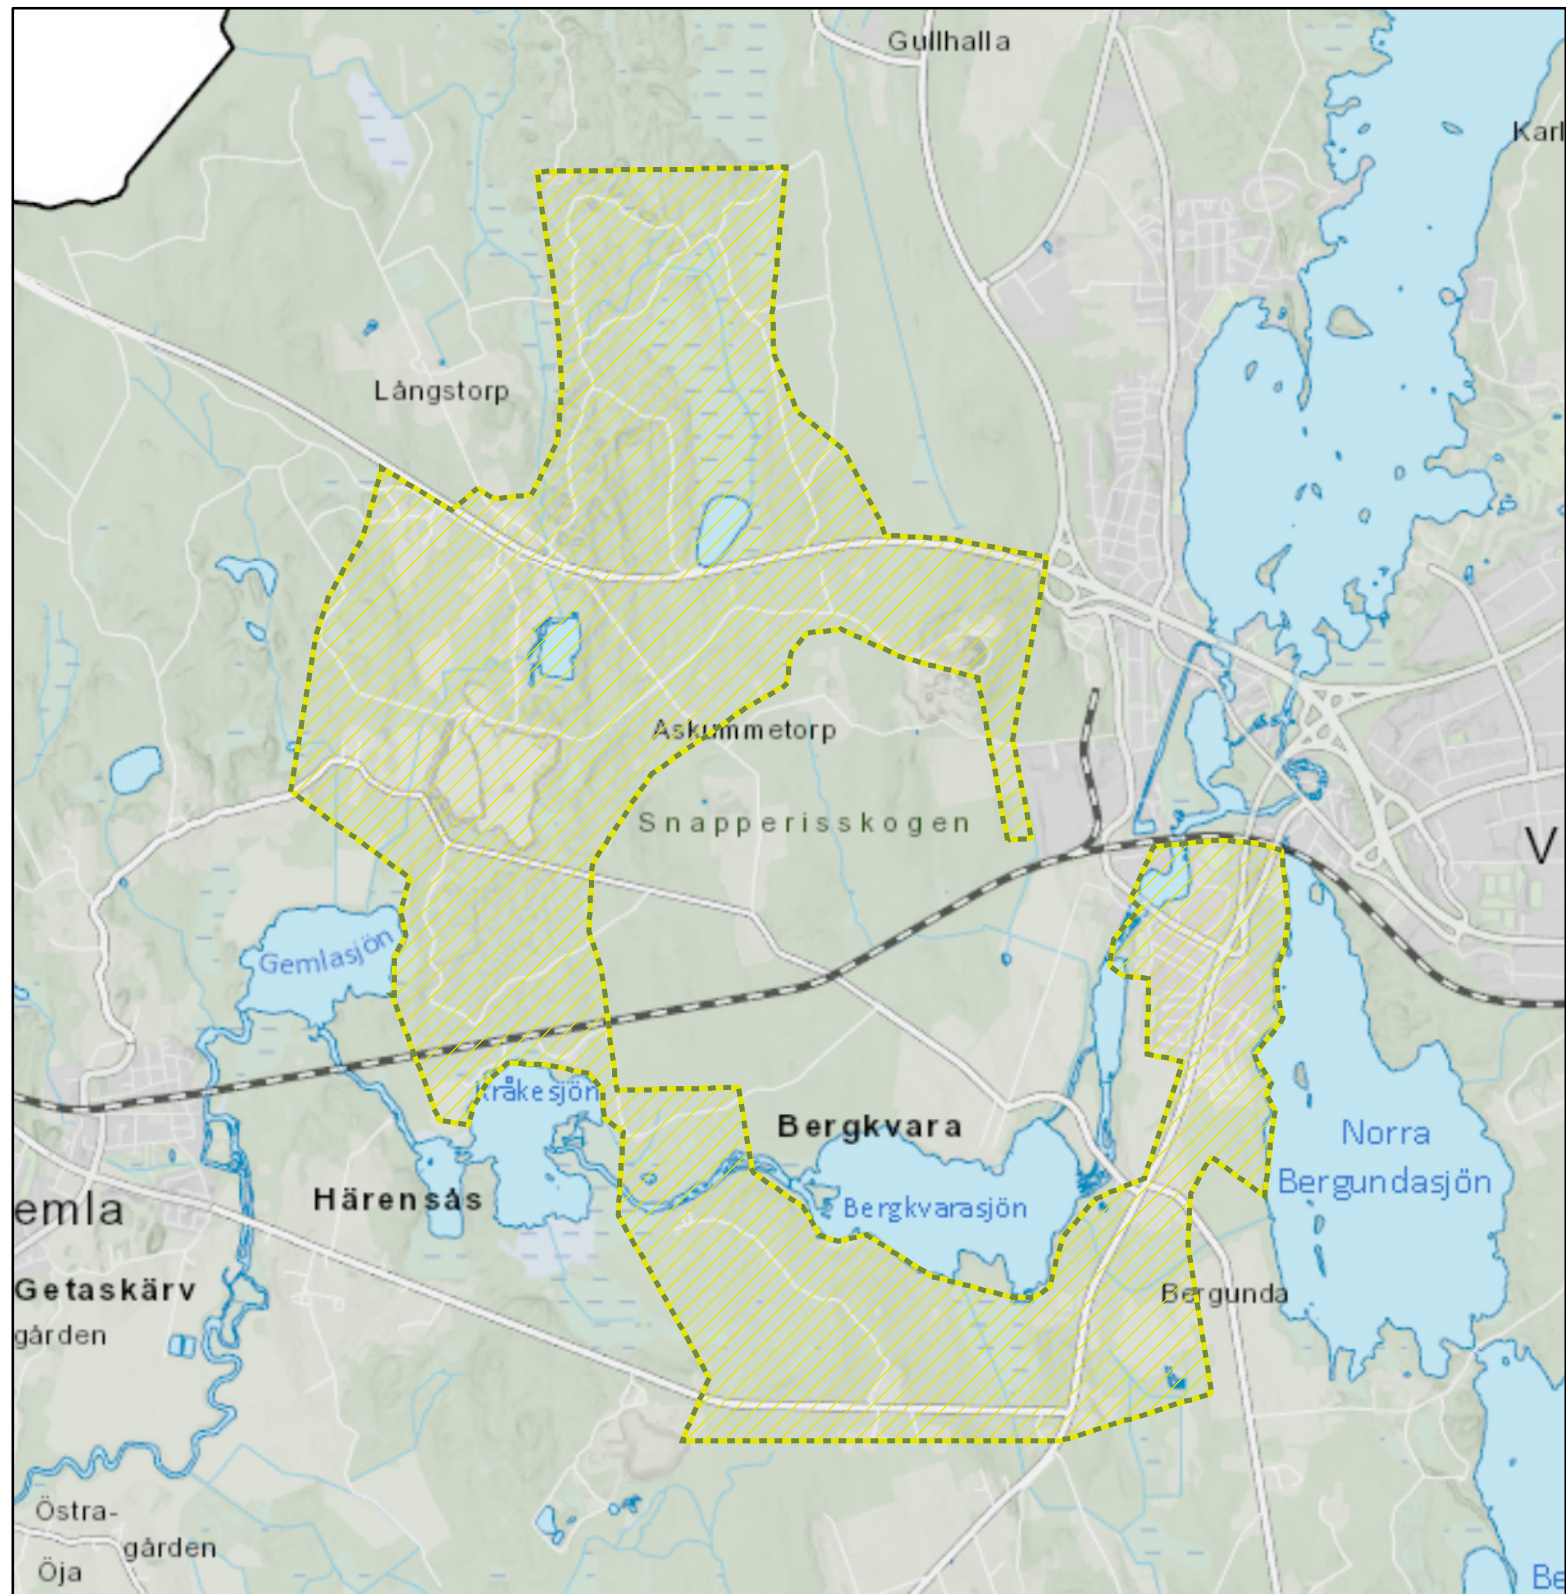 Gullhalla
Karl
Långstorp
Askummetorp
Snapperisskogen
V
Gemlasjön
Kråkesjön
Bergkvara
Norra
Bergundasjön
Härensås
Bergkvarasjön
emla
Getaskärv
gården
Bergunda
Östra-
gården
Öja
Be